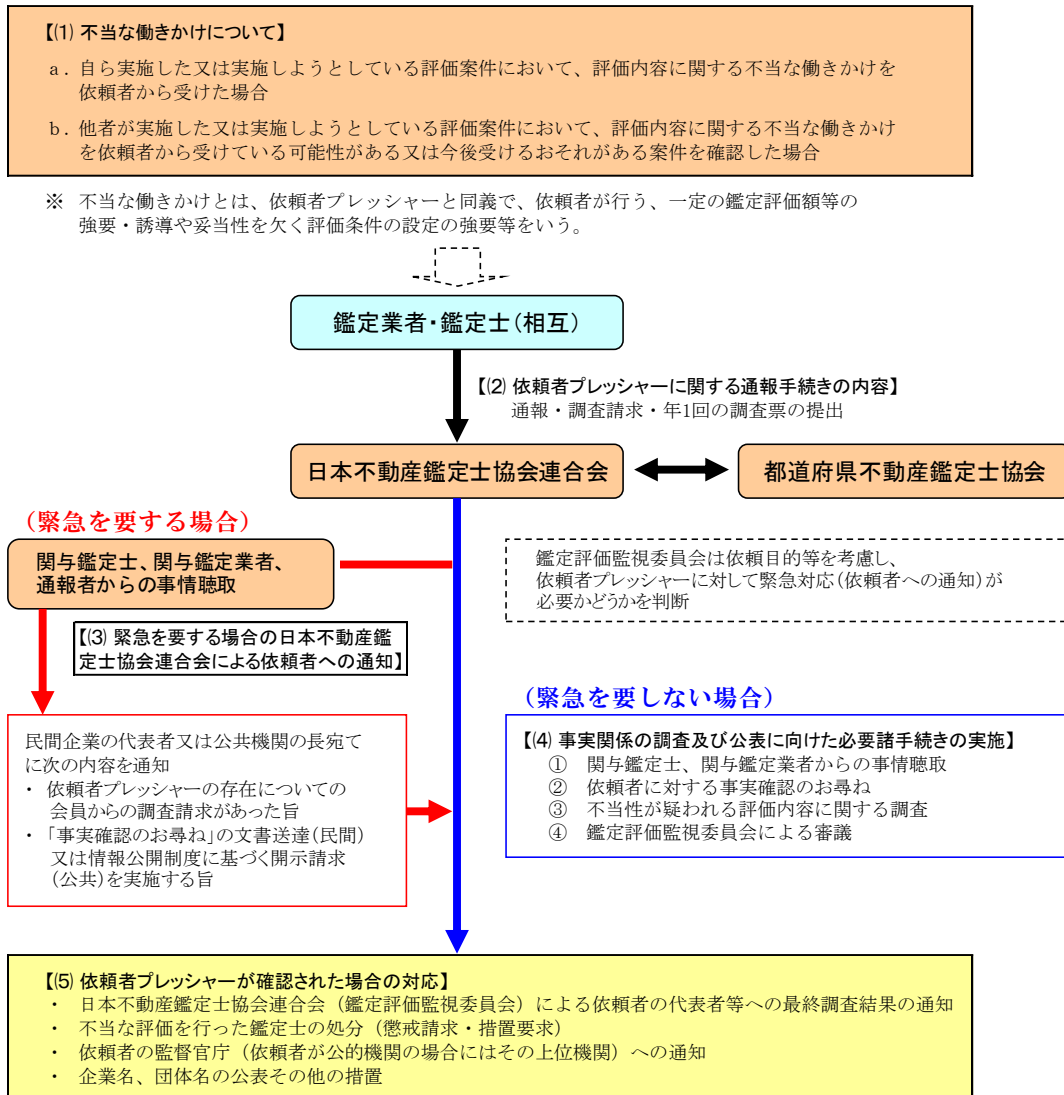 【⑴ 不当な働きかけについて】
a．自ら実施した又は実施しようとしている評価案件において、評価内容に関する不当な働きかけを
依頼者から受けた場合
b．他者が実施した又は実施しようとしている評価案件において、評価内容に関する不当な働きかけ
を依頼者から受けている可能性がある又は今後受けるおそれがある案件を確認した場合
※ 不当な働きかけとは、依頼者プレッシャーと同義で、依頼者が行う、一定の鑑定評価額等の
強要・誘導や妥当性を欠く評価条件の設定の強要等をいう。
鑑定業者・鑑定士（相互）
【⑵ 依頼者プレッシャーに関する通報手続きの内容】
通報・調査請求・年1回の調査票の提出
日本不動産鑑定士協会連合会
都道府県不動産鑑定士協会
（緊急を要する場合）
関与鑑定士、関与鑑定業者、
通報者からの事情聴取
鑑定評価監視委員会は依頼目的等を考慮し、
依頼者プレッシャーに対して緊急対応（依頼者への通知）が
必要かどうかを判断
【⑶ 緊急を要する場合の日本不動産鑑
定士協会連合会による依頼者への通知】
（緊急を要しない場合）
民間企業の代表者又は公共機関の長宛て
に次の内容を通知
・ 依頼者プレッシャーの存在についての
会員からの調査請求があった旨
・ 「事実確認のお尋ね」の文書送達（民間）
又は情報公開制度に基づく開示請求
（公共）を実施する旨
【⑷ 事実関係の調査及び公表に向けた必要諸手続きの実施】
① 関与鑑定士、関与鑑定業者からの事情聴取
② 依頼者に対する事実確認のお尋ね
③ 不当性が疑われる評価内容に関する調査
④ 鑑定評価監視委員会による審議
【⑸ 依頼者プレッシャーが確認された場合の対応】
・ 日本不動産鑑定士協会連合会（鑑定評価監視委員会）による依頼者の代表者等への最終調査結果の通知
・ 不当な評価を行った鑑定士の処分（懲戒請求・措置要求）
・ 依頼者の監督官庁（依頼者が公的機関の場合にはその上位機関）への通知
・ 企業名、団体名の公表その他の措置